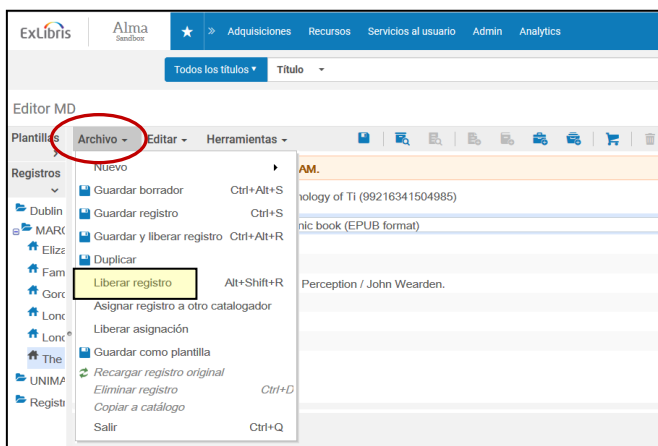 ExLibris Alma Sandbox ★ » Adquisiciones Recursos Servicios al usuario Admin Analytics
Todos los títulos Título
Editor MD
Plantillas Archivo Editar Herramientas
Nuevo AM.
Registros
Guardar borrador Ctrl+Alt+S nology of Ti (99216341504985)
Dublin Guardar registro Ctrl+S
MARC Guardar y liberar registro Ctrl+Alt+R nic book (EPUB format)
Eliza
Duplicar
Fam
Liberar registro Alt+Shift+R Perception / John Wearden.
Gord
Asignar registro a otro catalogador
Lond
Liberar asignación
Lond
Guardar como plantilla
The
Recargar registro original
UNIMA
Eliminar registro Ctrl+D
Registr
Copiar a catálogo
Salir Ctrl+Q